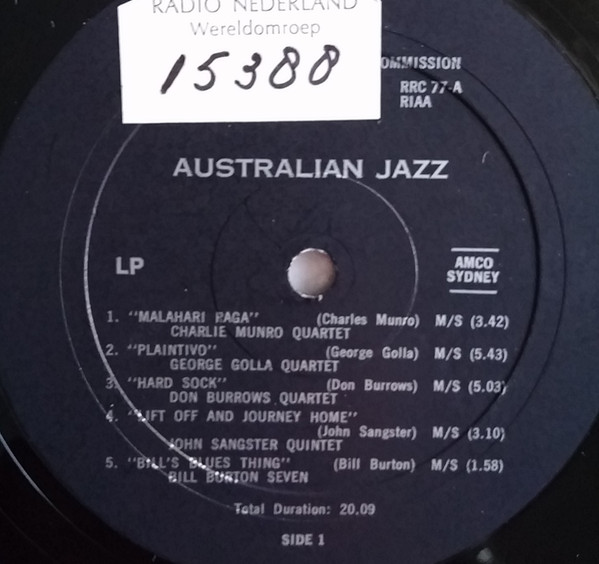 RADIO NEDERLAND
Wereldomroep
15388
OMMISSION
RRC 77-A
RIAA
AUSTRALIAN JAZZ
LP
AMCO
SYDNEY
1. "MALAHARI RAGA" (Charles Munro) M/S (3.42)
CHARLIE MUNRO QUARTET
2. "PLAINTIVO" (George Golla) M/S (5.43)
GEORGE GOLLA QUARTET
3. "HARD SOCK" (Don Burrows) M/S (5.03)
DON BURROWS QUARTET
4. "LIFT OFF AND JOURNEY HOME"
(John Sangster) M/S (3.10)
JOHN SANGSTER QUINTET
5. "BILL'S BLUES THING" (Bill Burton) M/S (1.58)
BILL BURTON SEVEN
Total Duration: 20.09
SIDE 1